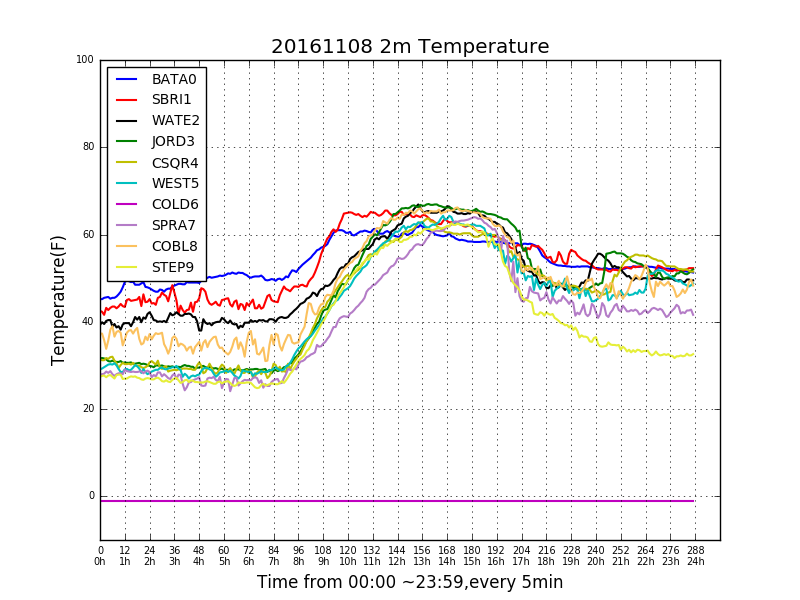 20161108 2m Temperature
100
80
60
40
20
0
Temperature(F)
BATA0
SBRI1
WATE2
JORD3
CSQR4
WEST5
COLD6
SPRA7
COBL8
STEP9
0 12 24 36 48 60 72 84 96 108 120 132 144 156 168 180 192 204 216 228 240 252 264 276 288
0h 1h 2h 3h 4h 5h 6h 7h 8h 9h 10h 11h 12h 13h 14h 15h 16h 17h 18h 19h 20h 21h 22h 23h 24h
Time from 00:00 ~23:59,every 5min